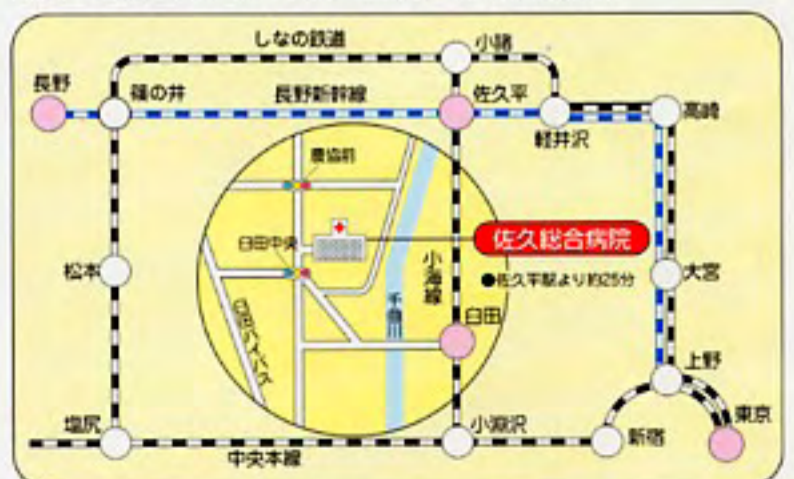 しなの鉄道
小諸
長野
篠の井
長野新幹線
佐久平
軽井沢
高崎
農協前
臼田中央
佐久総合病院
●佐久平駅より約25分
松本
小海線
千曲川
臼田
臼田バイパス
大宮
上野
塩尻
中央本線
小淵沢
新宿
東京